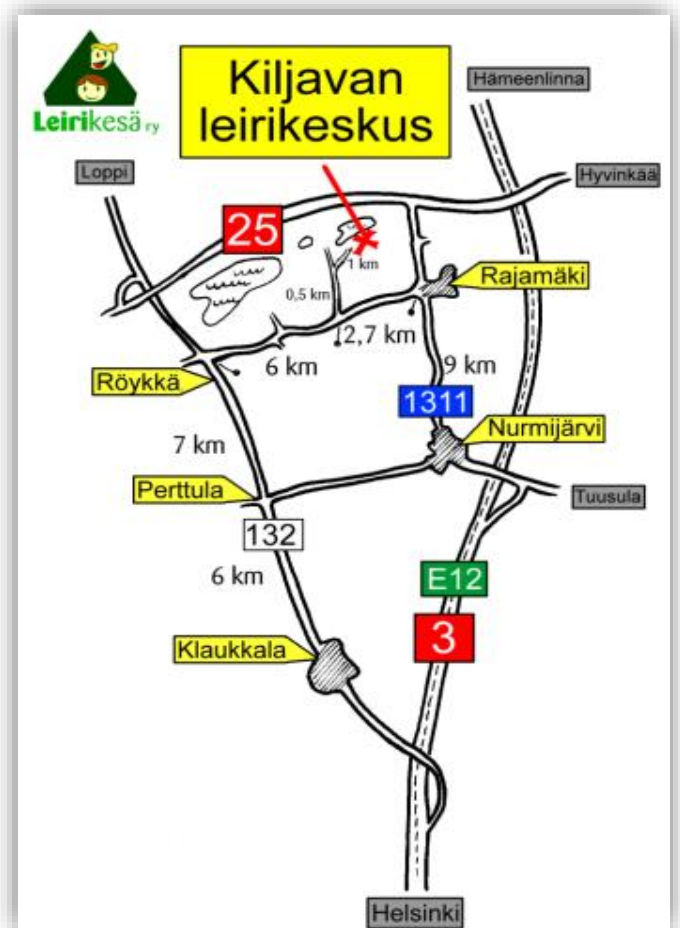 Kiljavan
leirikeskus
Hämeenlinna
Leirikesä ry
Loppi
Hyvinkää
25
1 km
Rajamäki
0,5 km
2,7 km
6 km
9 km
Röykkä
1311
Nurmijärvi
7 km
Perttula
Tuusula
132
E12
6 km
3
Klaukkala
Helsinki